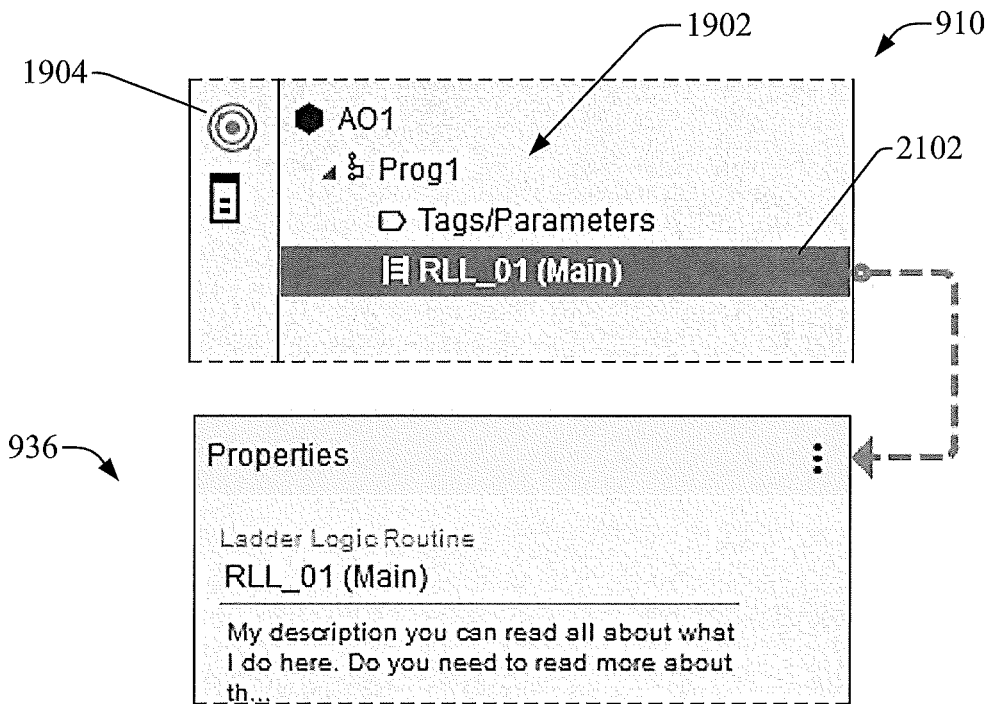 1902
910
1904
AO1
2102
Prog1
Tags/Parameters
RLL_01 (Main)
936
Properties
Ladder Logic Routine
RLL_01 (Main)
My description you can read all about what
I do here. Do you need to read more about
th...